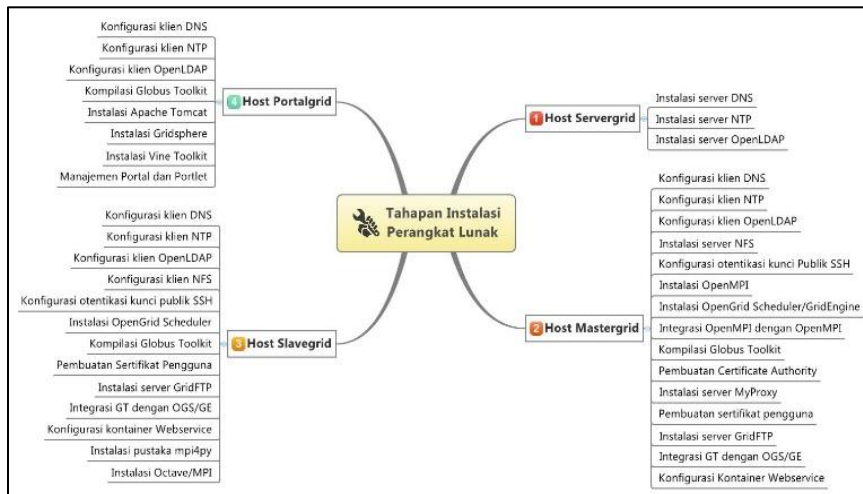 Tahapan Instalasi
Perangkat Lunak
1 Host Servergrid
Instalasi server DNS
Instalasi server NTP
Instalasi server OpenLDAP
2 Host Mastergrid
Konfigurasi klien DNS
Konfigurasi klien NTP
Konfigurasi klien OpenLDAP
Instalasi server NFS
Konfigurasi otentikasi kunci Publik SSH
Instalasi OpenMPI
Instalasi OpenGrid Scheduler/GridEngine
Integrasi OpenMPI dengan OpenMPI
Kompilasi Globus Toolkit
Pembuatan Certificate Authority
Instalasi server MyProxy
Pembuatan sertifikat pengguna
Instalasi server GridFTP
Integrasi GT dengan OGS/GE
Konfigurasi Kontainer Webservice
3 Host Slavegrid
Konfigurasi klien DNS
Konfigurasi klien NTP
Konfigurasi klien OpenLDAP
Konfigurasi klien NFS
Konfigurasi otentikasi kunci publik SSH
Instalasi OpenGrid Scheduler
Kompilasi Globus Toolkit
Pembuatan Sertifikat Pengguna
Instalasi server GridFTP
Integrasi GT dengan OGS/GE
Konfigurasi kontainer Webservice
Instalasi pustaka mpi4py
Instalasi Octave/MPI
4 Host Portalgrid
Konfigurasi klien DNS
Konfigurasi klien NTP
Konfigurasi klien OpenLDAP
Kompilasi Globus Toolkit
Instalasi Apache Tomcat
Instalasi Gridsphere
Instalasi Vine Toolkit
Manajemen Portal dan Portlet